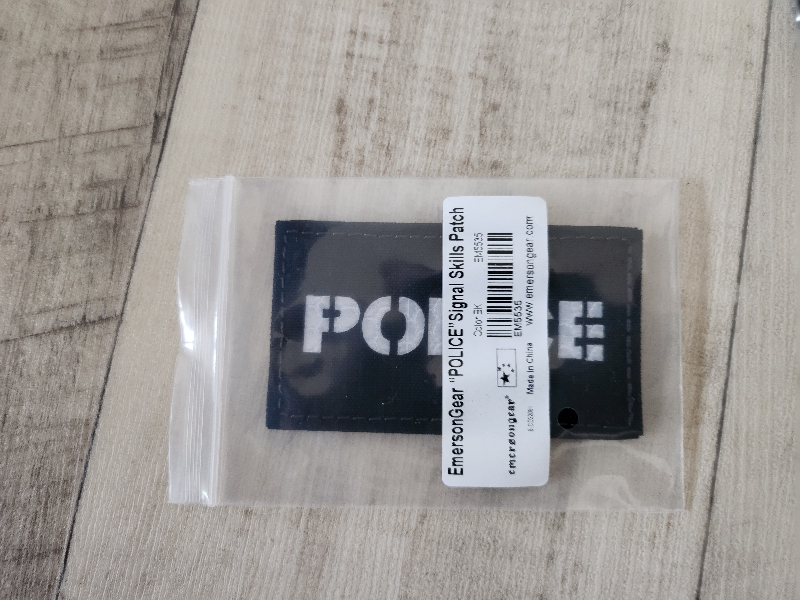 POLICE
EmersonGear "POLICE" Signal Skills Patch
Color:BK
EM5535
EM5535
emersongear®
Made in China
www.emersongear.com